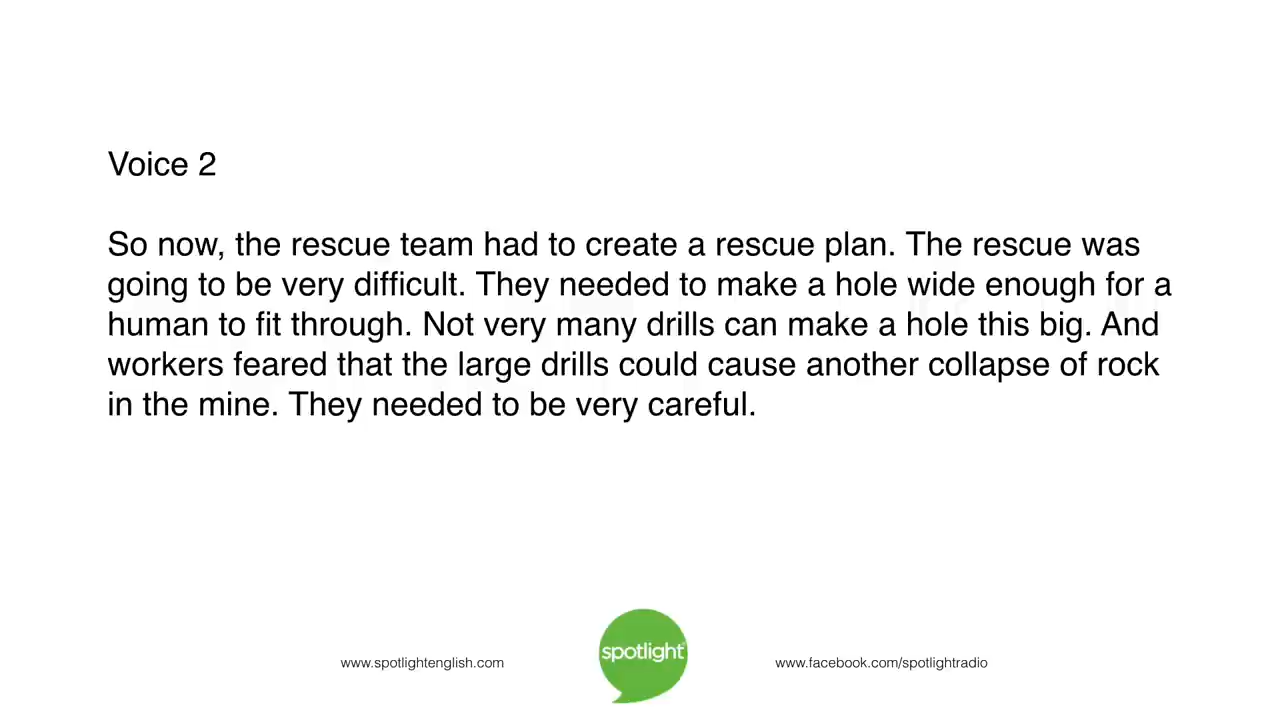 Voice 2
So now, the rescue team had to create a rescue plan. The rescue was
going to be very difficult. They needed to make a hole wide enough for a
human to fit through. Not very many drills can make a hole this big. And
workers feared that the large drills could cause another collapse of rock
in the mine. They needed to be very careful.
www.spotlightenglish.com
spotlight®
www.facebook.com/spotlightradio